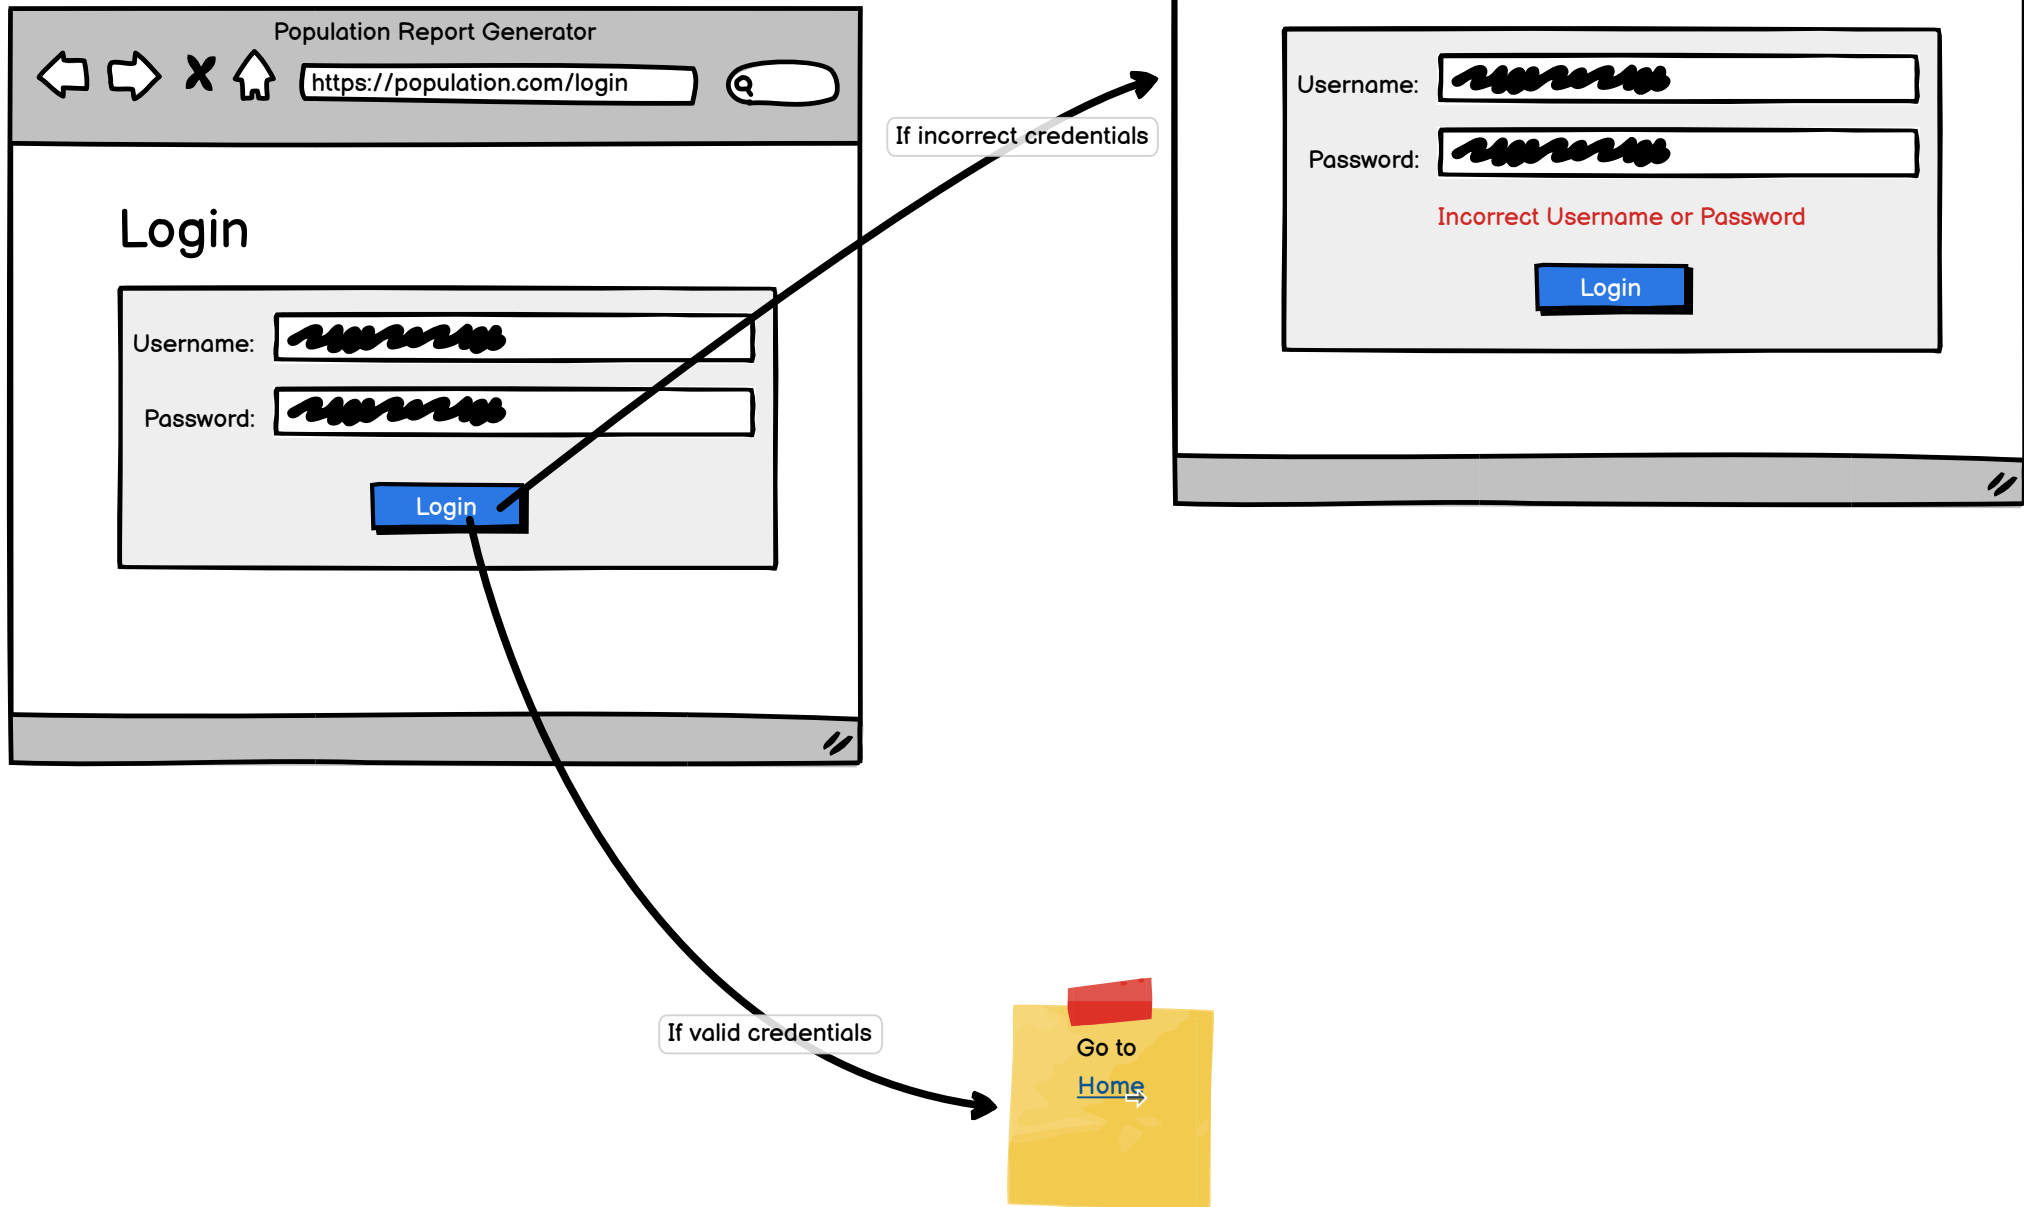 Population Report Generator
https://population.com/login
Login
Username:
Password:
Login
If incorrect credentials
Username:
Password:
Incorrect Username or Password
Login
If valid credentials
Go to
Home